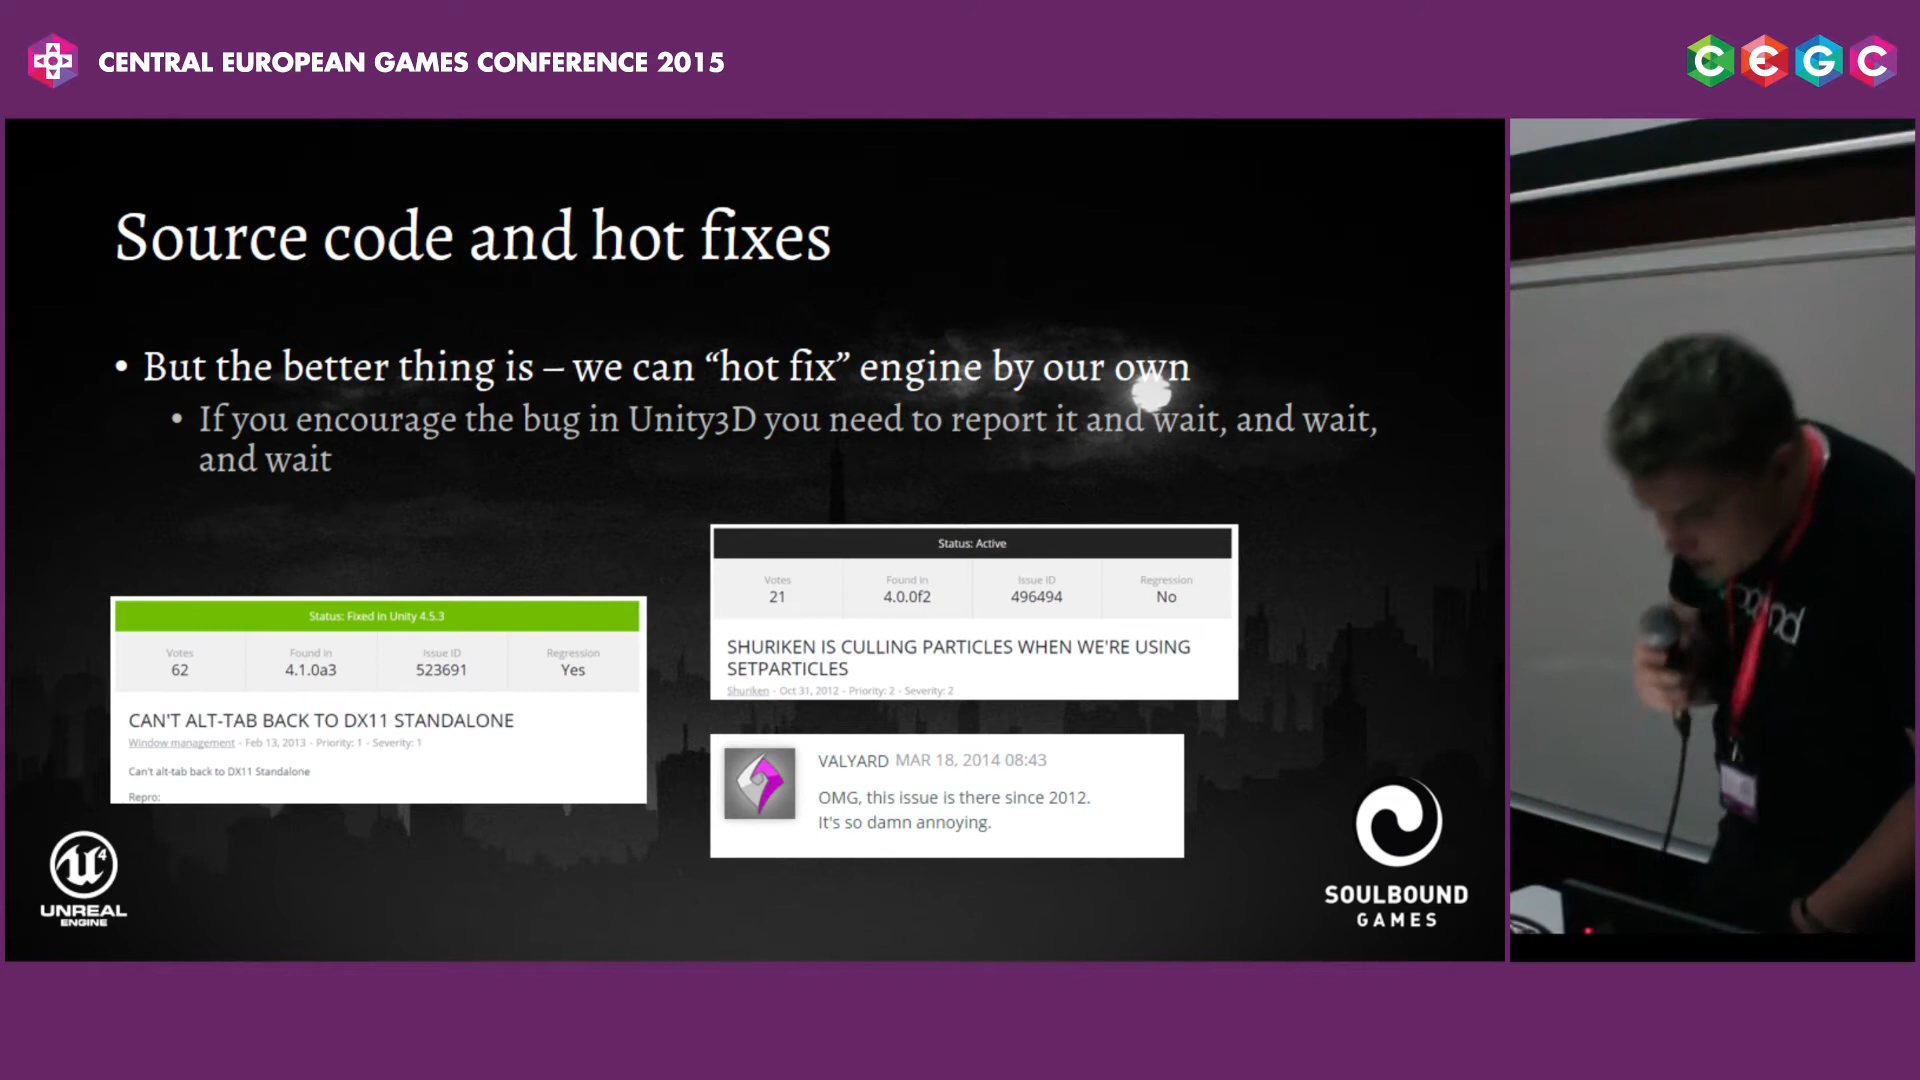 CENTRAL EUROPEAN GAMES CONFERENCE 2015
C E G C
Source code and hot fixes
• But the better thing is – we can “hot fix” engine by our own
• If you encourage the bug in Unity3D you need to report it and wait, and wait,
and wait
Status: Fixed in Unity 4.5.3
Votes Found in Issue ID Regression
62 4.1.0a3 523691 Yes
CAN'T ALT-TAB BACK TO DX11 STANDALONE
Window management - Feb 13, 2013 - Priority: 1 - Severity: 1
Can't alt-tab back to DX11 Standalone
Repro:
Status: Active
Votes Found in Issue ID Regression
21 4.0.0f2 496494 No
SHURIKEN IS CULLING PARTICLES WHEN WE'RE USING
SETPARTICLES
Shuriken - Oct 31, 2012 - Priority: 2 - Severity: 2
VALYARD MAR 18, 2014 08:43
OMG, this issue is there since 2012.
It's so damn annoying.
U4
UNREAL
ENGINE
SOULBOUND
GAMES